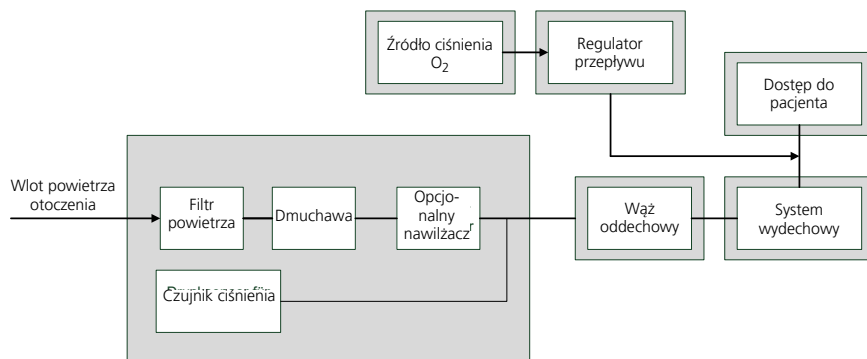 Źródło ciśnienia
O2
Regulator
przepływu
Dostęp do
pacjenta
Wlot powietrza
otoczenia
Filtr
powietrza
Dmuchawa
Opcjo-
nalny
nawilżacz
Wąż
oddechowy
System
wydechowy
Czujnik ciśnienia